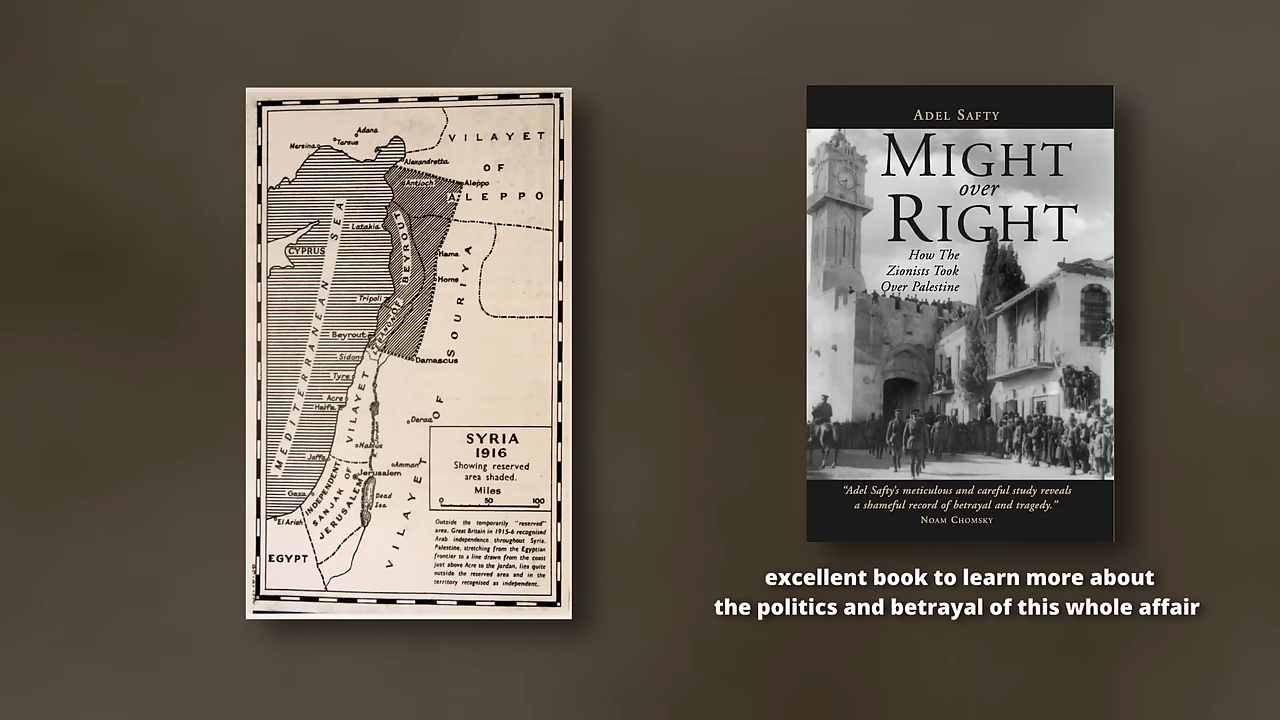 Adana
Tarsus
Mersina
VILAYET
OF
ALEPPO
Alexandretta
Antioch
Aleppo
MEDITERRANEAN SEA
CYPRUS
Latakia
BEYROUT
Hama
Homs
Tripoli
VILAYET OF SOURIYA
Beyrout
Sidon
Damascus
Tyre
VILAYET
Acre
Haifa
Deraa
Nablus
Jaffa
Amman
Jerusalem
INDEPENDENT
SANJAK OF
JERUSALEM
Gaza
Dead
Sea
El Arish
EGYPT
SYRIA
1916
Showing reserved
area shaded.
Miles
0 50 100
Outside the temporarily "reserved"
area, Great Britain in 1915-6 recognised
Arab independence throughout Syria.
Palestine, stretching from the Egyptian
frontier to a line drawn from the coast
just above Acre to the Jordan, lies quite
outside the reserved area and in the
territory recognised as independent.
ADEL SAFTY
MIGHT
over
RIGHT
How The
Zionists Took
Over Palestine
"Adel Safty's meticulous and careful study reveals
a shameful record of betrayal and tragedy."
NOAM CHOMSKY
excellent book to learn more about
the politics and betrayal of this whole affair